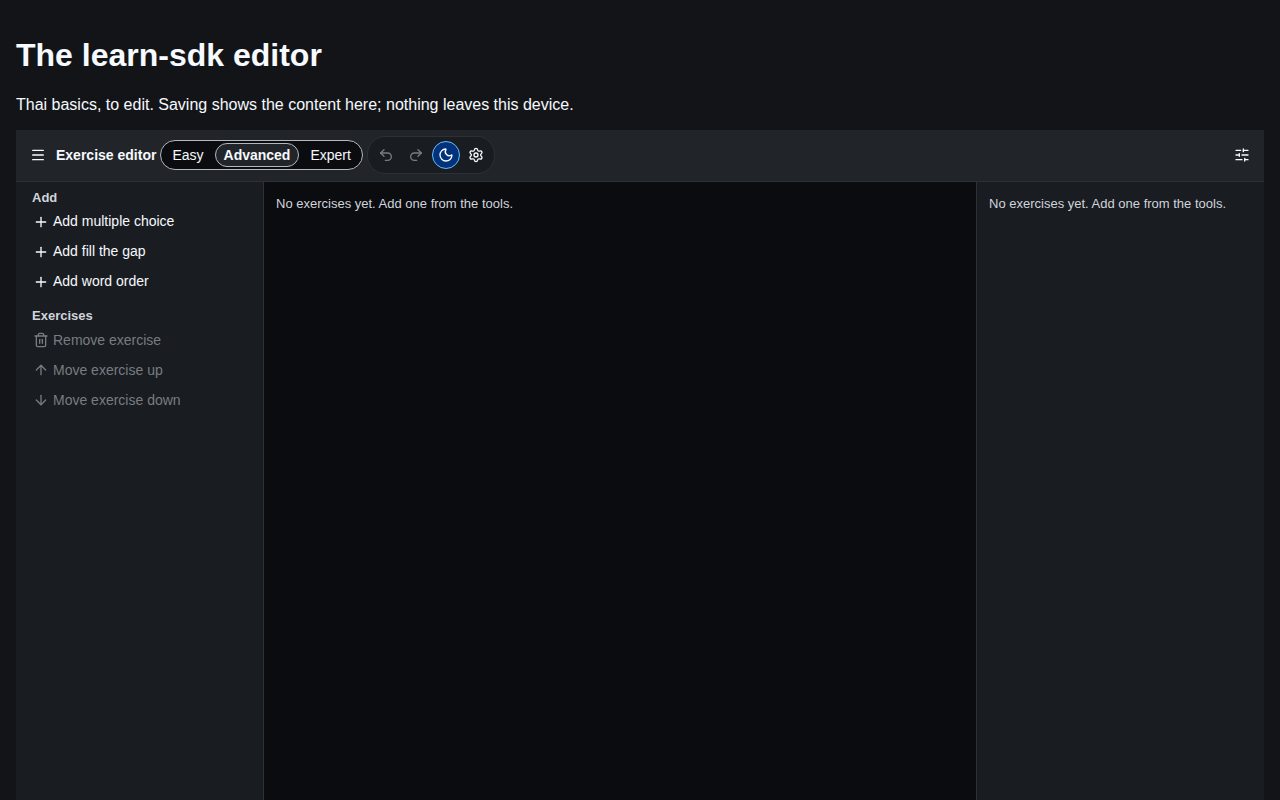 The learn-sdk editor
Thai basics, to edit. Saving shows the content here; nothing leaves this device.
Exercise editor Easy Advanced Expert
Add
Add multiple choice
Add fill the gap
Add word order
Exercises
Remove exercise
Move exercise up
Move exercise down
No exercises yet. Add one from the tools.
No exercises yet. Add one from the tools.